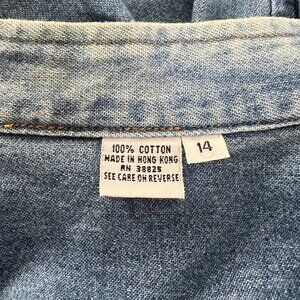 100% COTTON
MADE IN HONG KONG
RN 38825
SEE CARE ON REVERSE
14